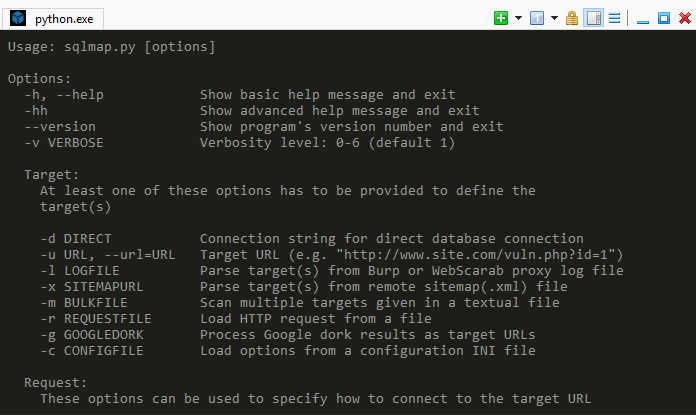 python.exe
Usage: sqlmap.py [options]
Options:
-h, --help Show basic help message and exit
-hh Show advanced help message and exit
--version Show program's version number and exit
-v VERBOSE Verbosity level: 0-6 (default 1)
Target:
At least one of these options has to be provided to define the
target(s)
-d DIRECT Connection string for direct database connection
-u URL, --url=URL Target URL (e.g. "http://www.site.com/vuln.php?id=1")
-l LOGFILE Parse target(s) from Burp or WebScarab proxy log file
-x SITEMAPURL Parse target(s) from remote sitemap(.xml) file
-m BULKFILE Scan multiple targets given in a textual file
-r REQUESTFILE Load HTTP request from a file
-g GOOGLEDORK Process Google dork results as target URLs
-c CONFIGFILE Load options from a configuration INI file
Request:
These options can be used to specify how to connect to the target URL